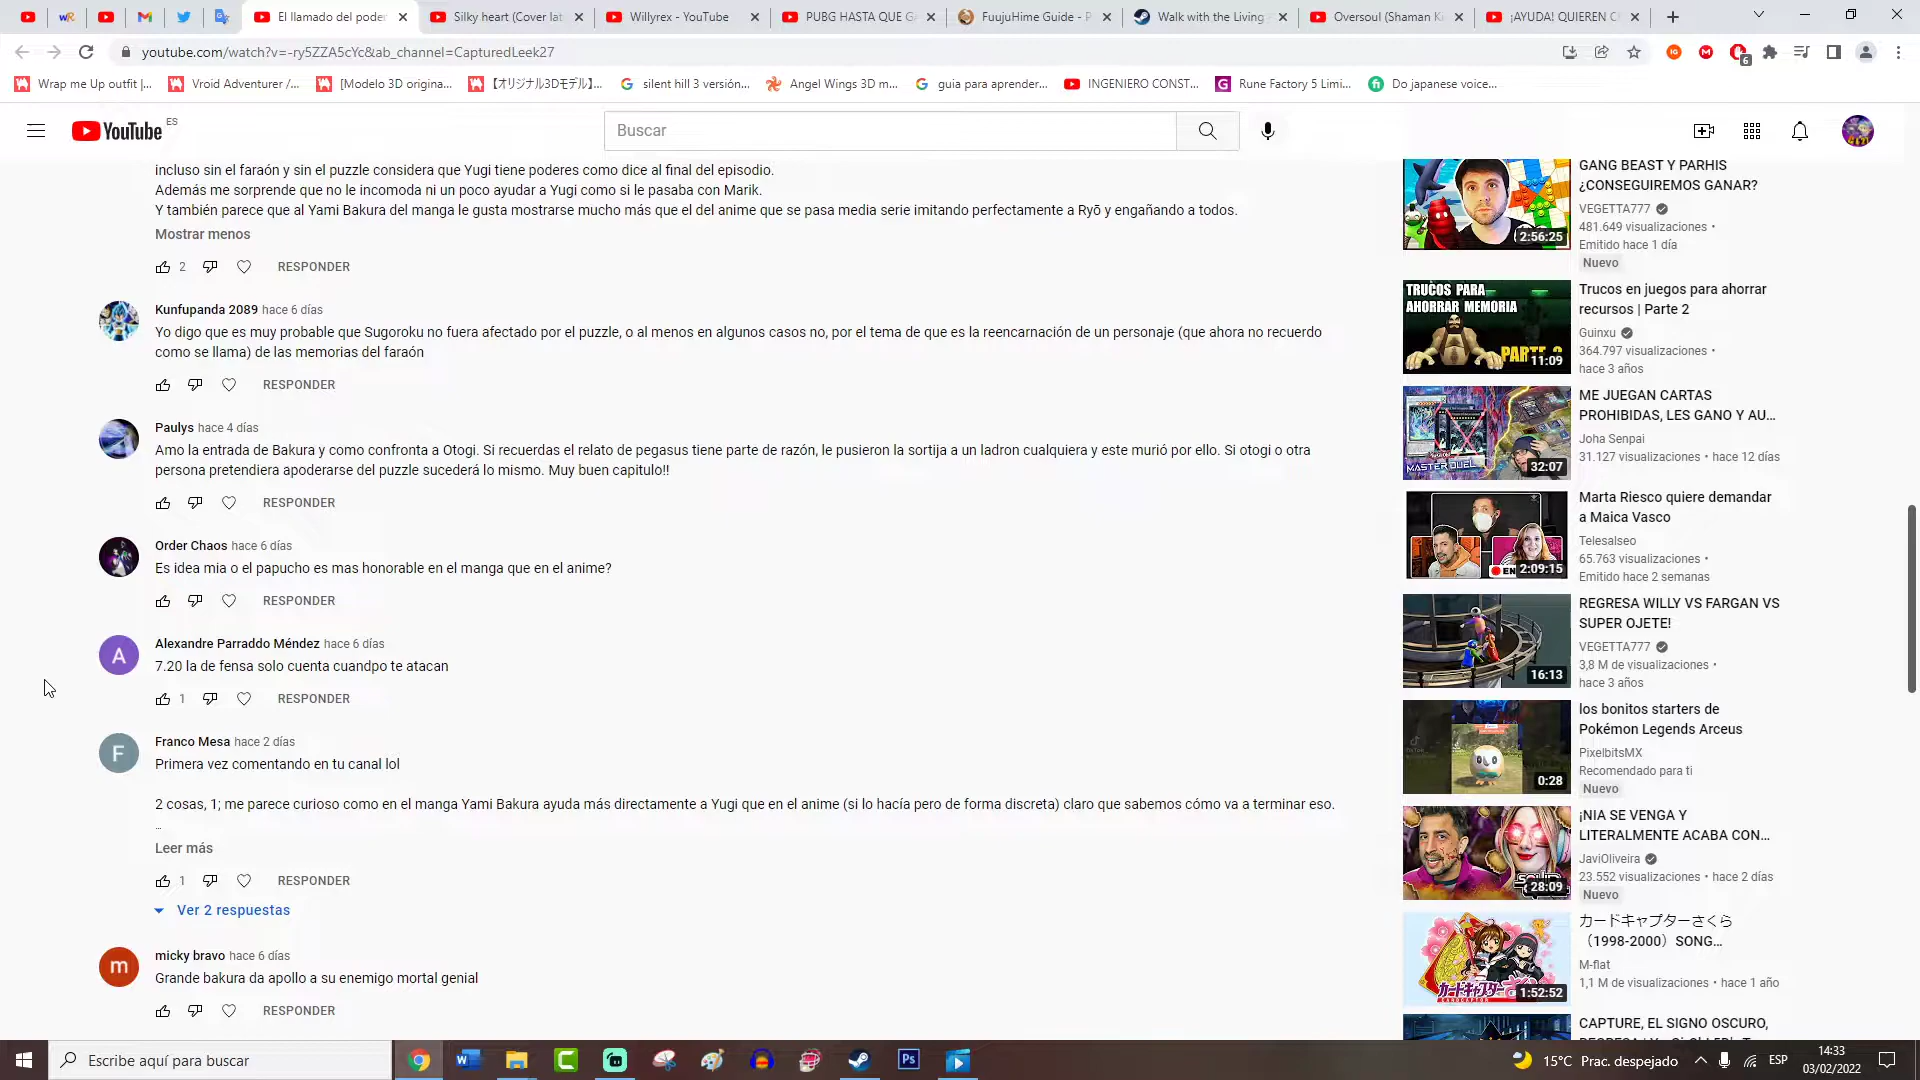 El llamado del poder
Silky heart (Cover lat
Willyrex - YouTube
PUBG HASTA QUE G
FuujuHime Guide - P
Walk with the Living
Oversoul (Shaman K
¡AYUDA! QUIEREN C
youtube.com/watch?v=-ry5ZZA5cYc&ab_channel=CapturedLeek27
6
Wrap me Up outfit |...
Vroid Adventurer /...
[Modelo 3D origina...
【オリジナル3Dモデル】...
silent hill 3 versión...
Angel Wings 3D m...
guia para aprender...
INGENIERO CONST...
Rune Factory 5 Limi...
Do japanese voice...
YouTube ES
Buscar
incluso sin el faraón y sin el puzzle considera que Yugi tiene poderes como dice al final del episodio.
Además me sorprende que no le incomoda ni un poco ayudar a Yugi como si le pasaba con Marik.
Y también parece que al Yami Bakura del manga le gusta mostrarse mucho más que el del anime que se pasa media serie imitando perfectamente a Ryō y engañando a todos.
Mostrar menos
2 RESPONDER
Kunfupanda 2089 hace 6 días
Yo digo que es muy probable que Sugoroku no fuera afectado por el puzzle, o al menos en algunos casos no, por el tema de que es la reencarnación de un personaje (que ahora no recuerdo
como se llama) de las memorias del faraón
RESPONDER
Paulys hace 4 días
Amo la entrada de Bakura y como confronta a Otogi. Si recuerdas el relato de pegasus tiene parte de razón, le pusieron la sortija a un ladron cualquiera y este murió por ello. Si otogi o otra
persona pretendiera apoderarse del puzzle sucederá lo mismo. Muy buen capitulo!!
RESPONDER
Order Chaos hace 6 días
Es idea mia o el papucho es mas honorable en el manga que en el anime?
RESPONDER
A
Alexandre Parraddo Méndez hace 6 días
7.20 la de fensa solo cuenta cuandpo te atacan
1 RESPONDER
F
Franco Mesa hace 2 días
Primera vez comentando en tu canal lol
2 cosas, 1; me parece curioso como en el manga Yami Bakura ayuda más directamente a Yugi que en el anime (si lo hacía pero de forma discreta) claro que sabemos cómo va a terminar eso.
...
Leer más
1 RESPONDER
Ver 2 respuestas
m
micky bravo hace 6 días
Grande bakura da apollo a su enemigo mortal genial
RESPONDER
2:56:25
GANG BEAST Y PARHIS
¿CONSEGUIREMOS GANAR?
VEGETTA777
481.649 visualizaciones •
Emitido hace 1 día
Nuevo
TRUCOS PARA
AHORRAR MEMORIA
PARTE 2
11:09
Trucos en juegos para ahorrar
recursos | Parte 2
Guinxu
364.797 visualizaciones •
hace 3 años
MASTER DUEL
32:07
ME JUEGAN CARTAS
PROHIBIDAS, LES GANO Y AU...
Joha Senpai
31.127 visualizaciones • hace 12 días
EN
2:09:15
Marta Riesco quiere demandar
a Maica Vasco
Telesalseo
65.763 visualizaciones •
Emitido hace 2 semanas
16:13
REGRESA WILLY VS FARGAN VS
SUPER OJETE!
VEGETTA777
3,8 M de visualizaciones •
hace 3 años
0:28
los bonitos starters de
Pokémon Legends Arceus
PixelbitsMX
Recomendado para ti
Nuevo
28:09
¡NIA SE VENGA Y
LITERALMENTE ACABA CON...
JaviOliveira
23.552 visualizaciones • hace 2 días
Nuevo
カードキャプターさくら
1:52:52
カードキャプターさくら
（1998-2000）SONG...
M-flat
1,1 M de visualizaciones • hace 1 año
CAPTURE, EL SIGNO OSCURO,
Escribe aquí para buscar
15°C Prac. despejado
ESP
14:33
03/02/2022